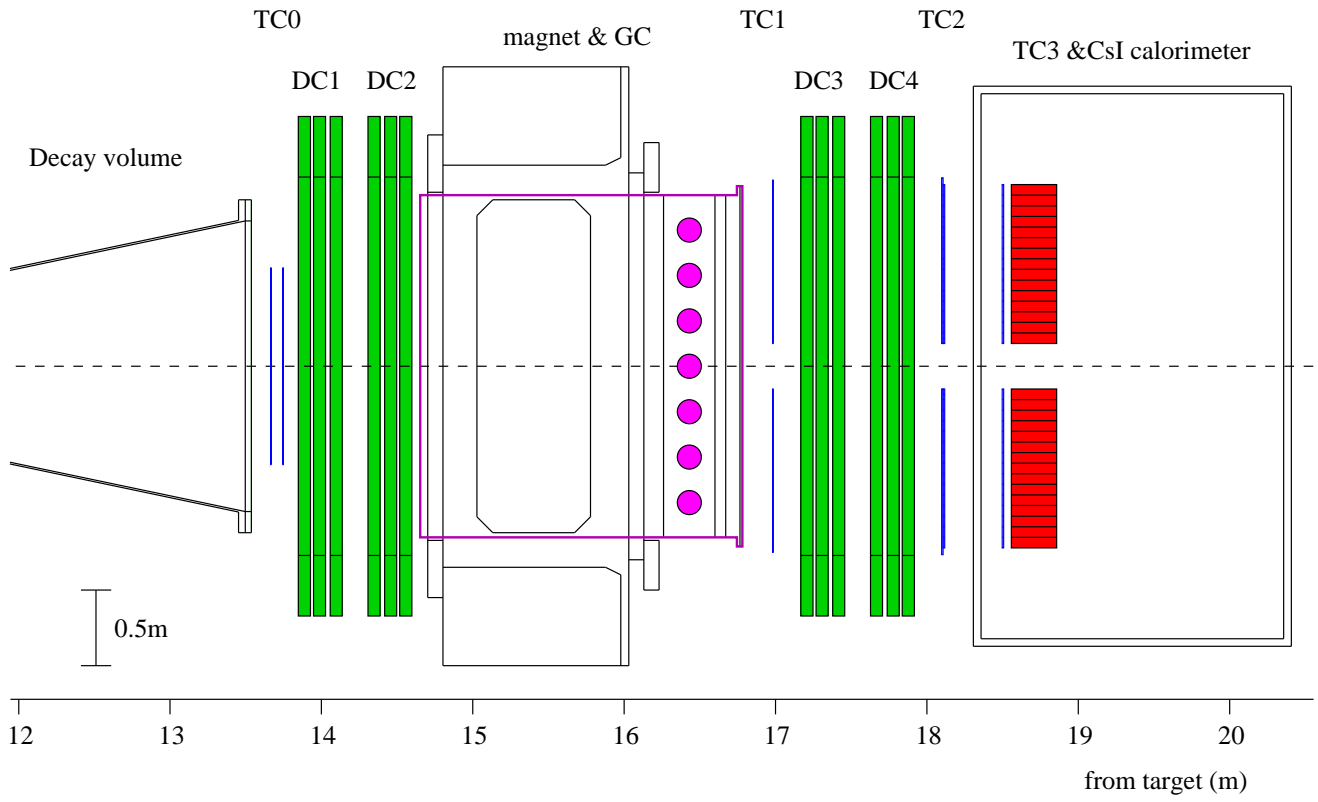 TC0
TC1
TC2
magnet & GC
TC3 &CsI calorimeter
DC1
DC2
DC3
DC4
Decay volume
0.5m
12
13
14
15
16
17
18
19
20
from target (m)